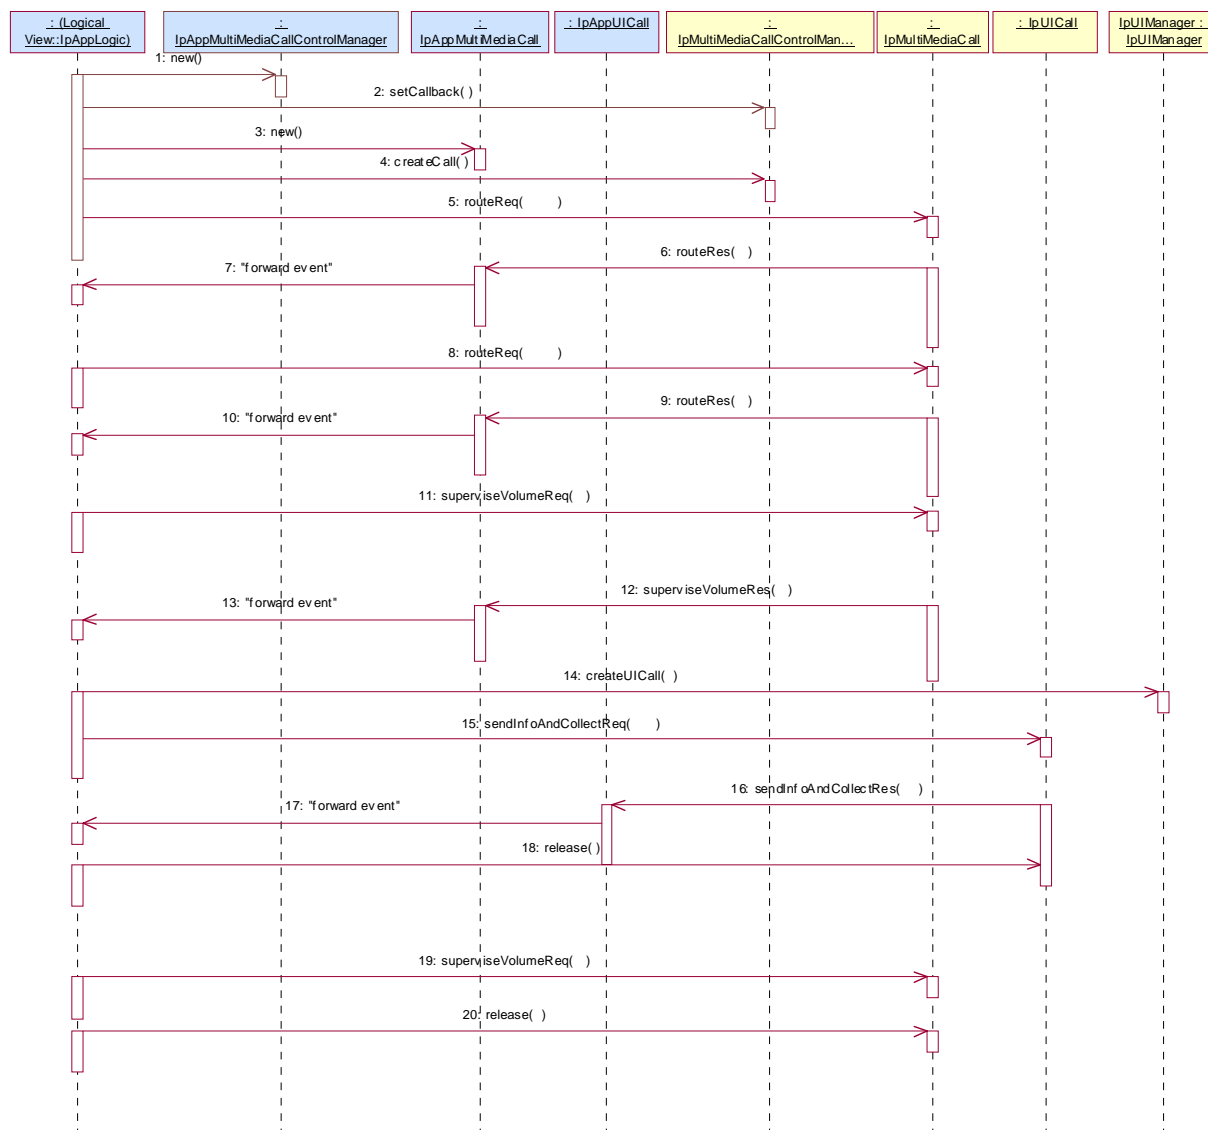 : (Logical
View::IpAppLogic)
:
IpAppMultiMediaCallControlManager
:
IpAppMultiMediaCall
: IpAppUICall
:
IpMultiMediaCallControlMan...
:
IpMultiMediaCall
: IpUICall
IpUIManager :
IpUIManager
1: new()
2: setCallback( )
3: new()
4: createCall( )
5: routeReq( )
6: routeRes( )
7: "forward event"
8: routeReq( )
9: routeRes( )
10: "forward event"
11: superviseVolumeReq( )
12: superviseVolumeRes( )
13: "forward event"
14: createUICall( )
15: sendInfoAndCollectReq( )
16: sendInfoAndCollectRes( )
17: "forward event"
18: release( )
19: superviseVolumeReq( )
20: release( )